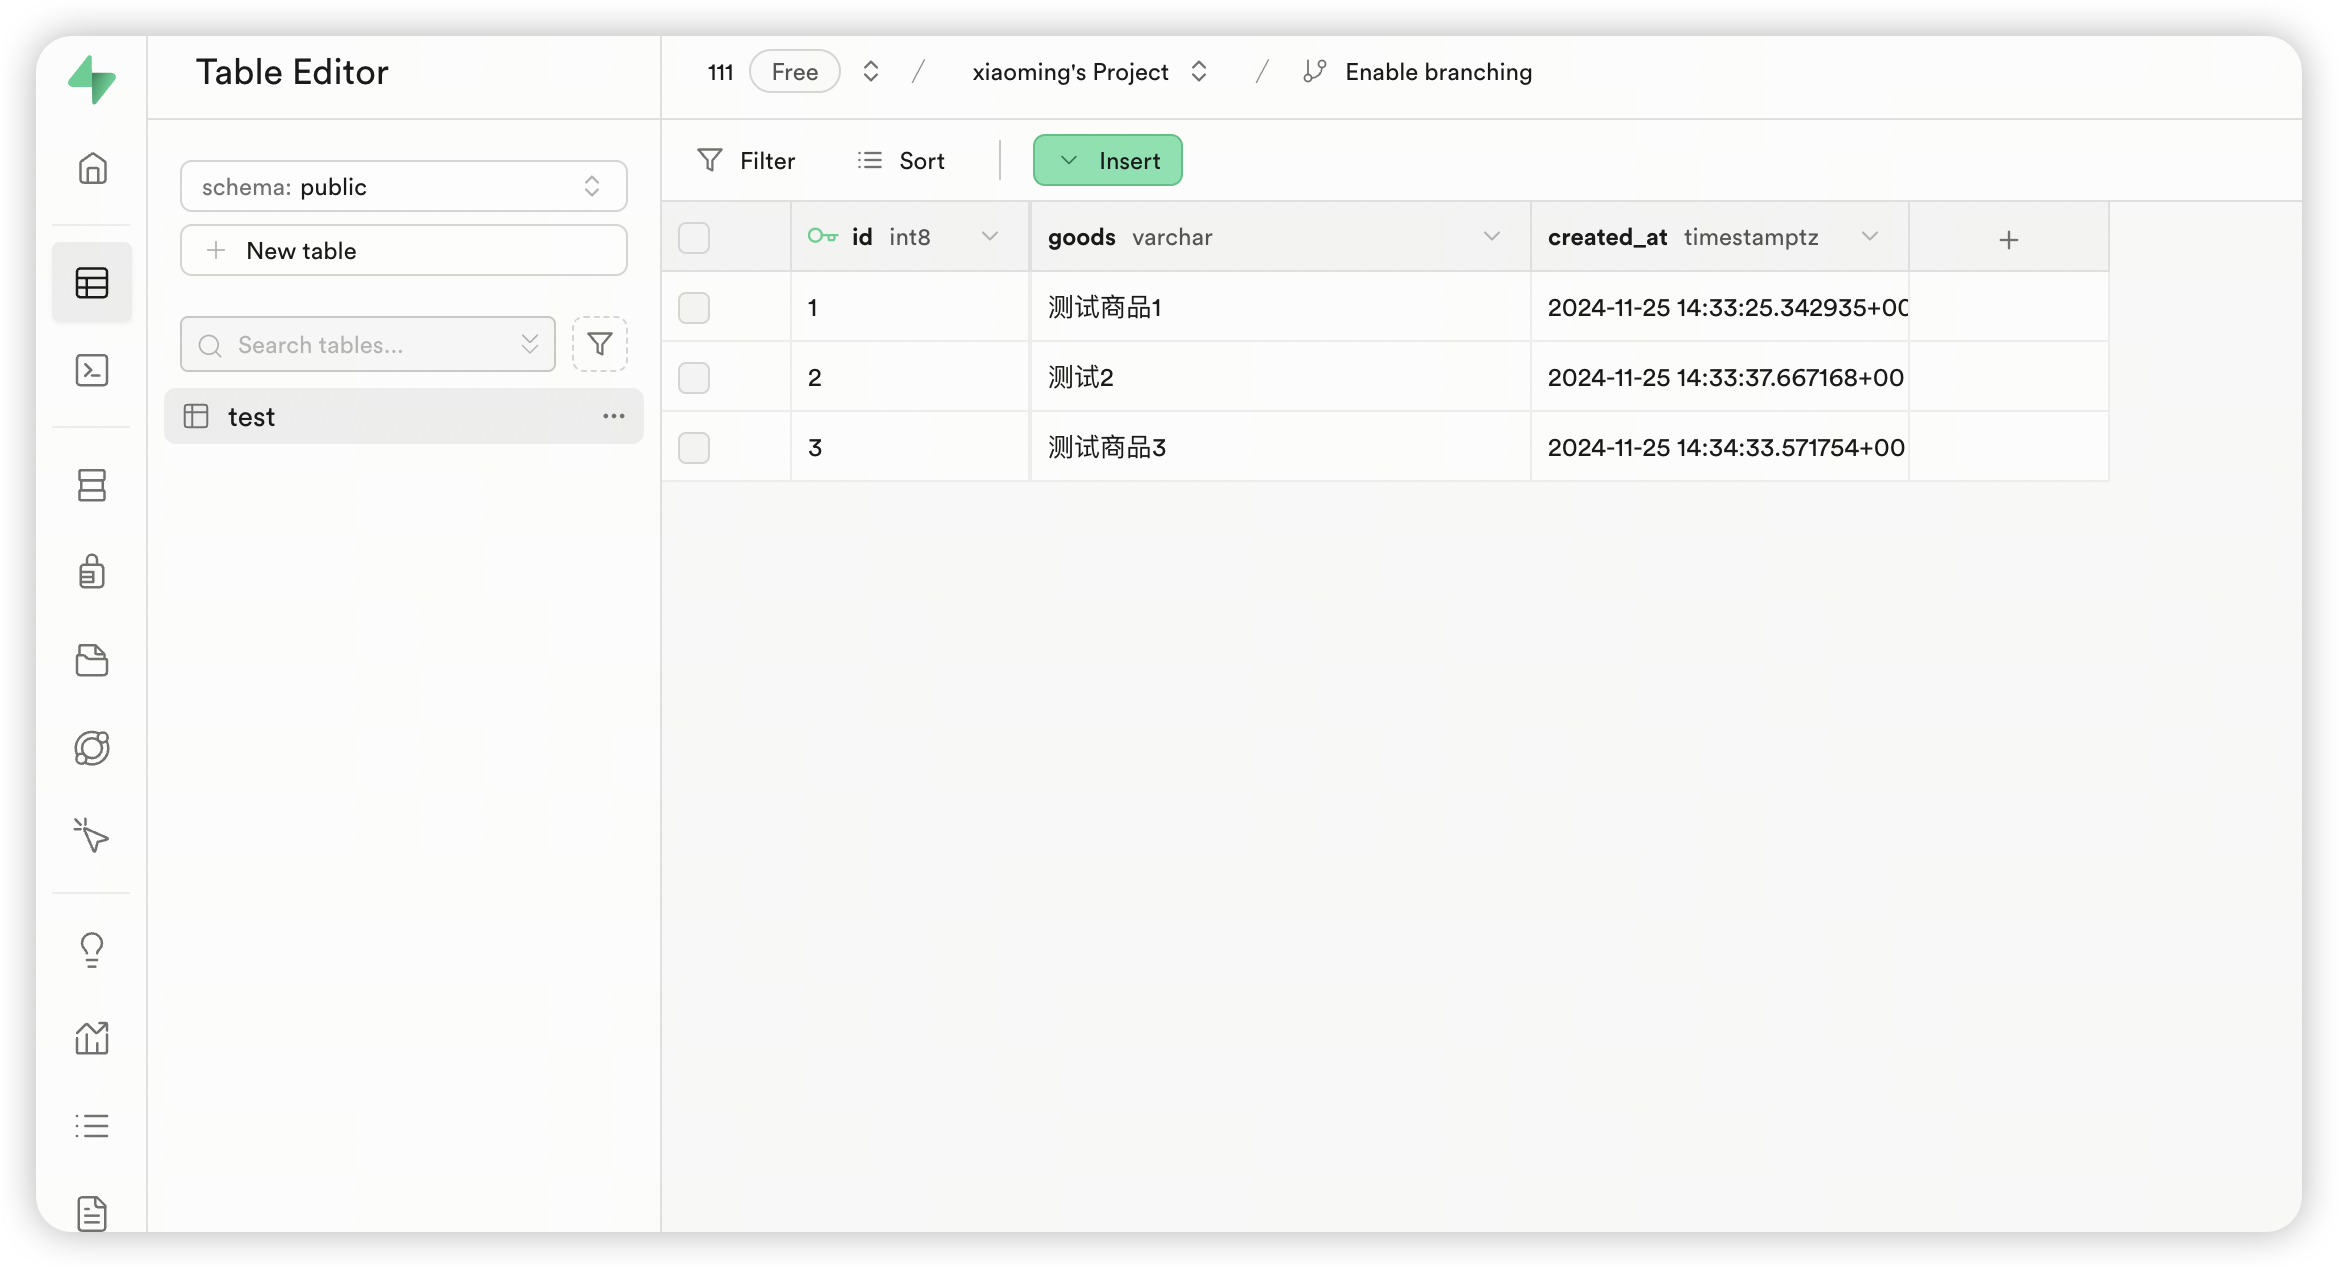 Table Editor
111 Free / xiaoming's Project / Enable branching
schema: public
New table
Search tables...
test
Filter Sort Insert
id int8 goods varchar created_at timestamptz
1 测试商品1 2024-11-25 14:33:25.342935+00
2 测试2 2024-11-25 14:33:37.667168+00
3 测试商品3 2024-11-25 14:34:33.571754+00